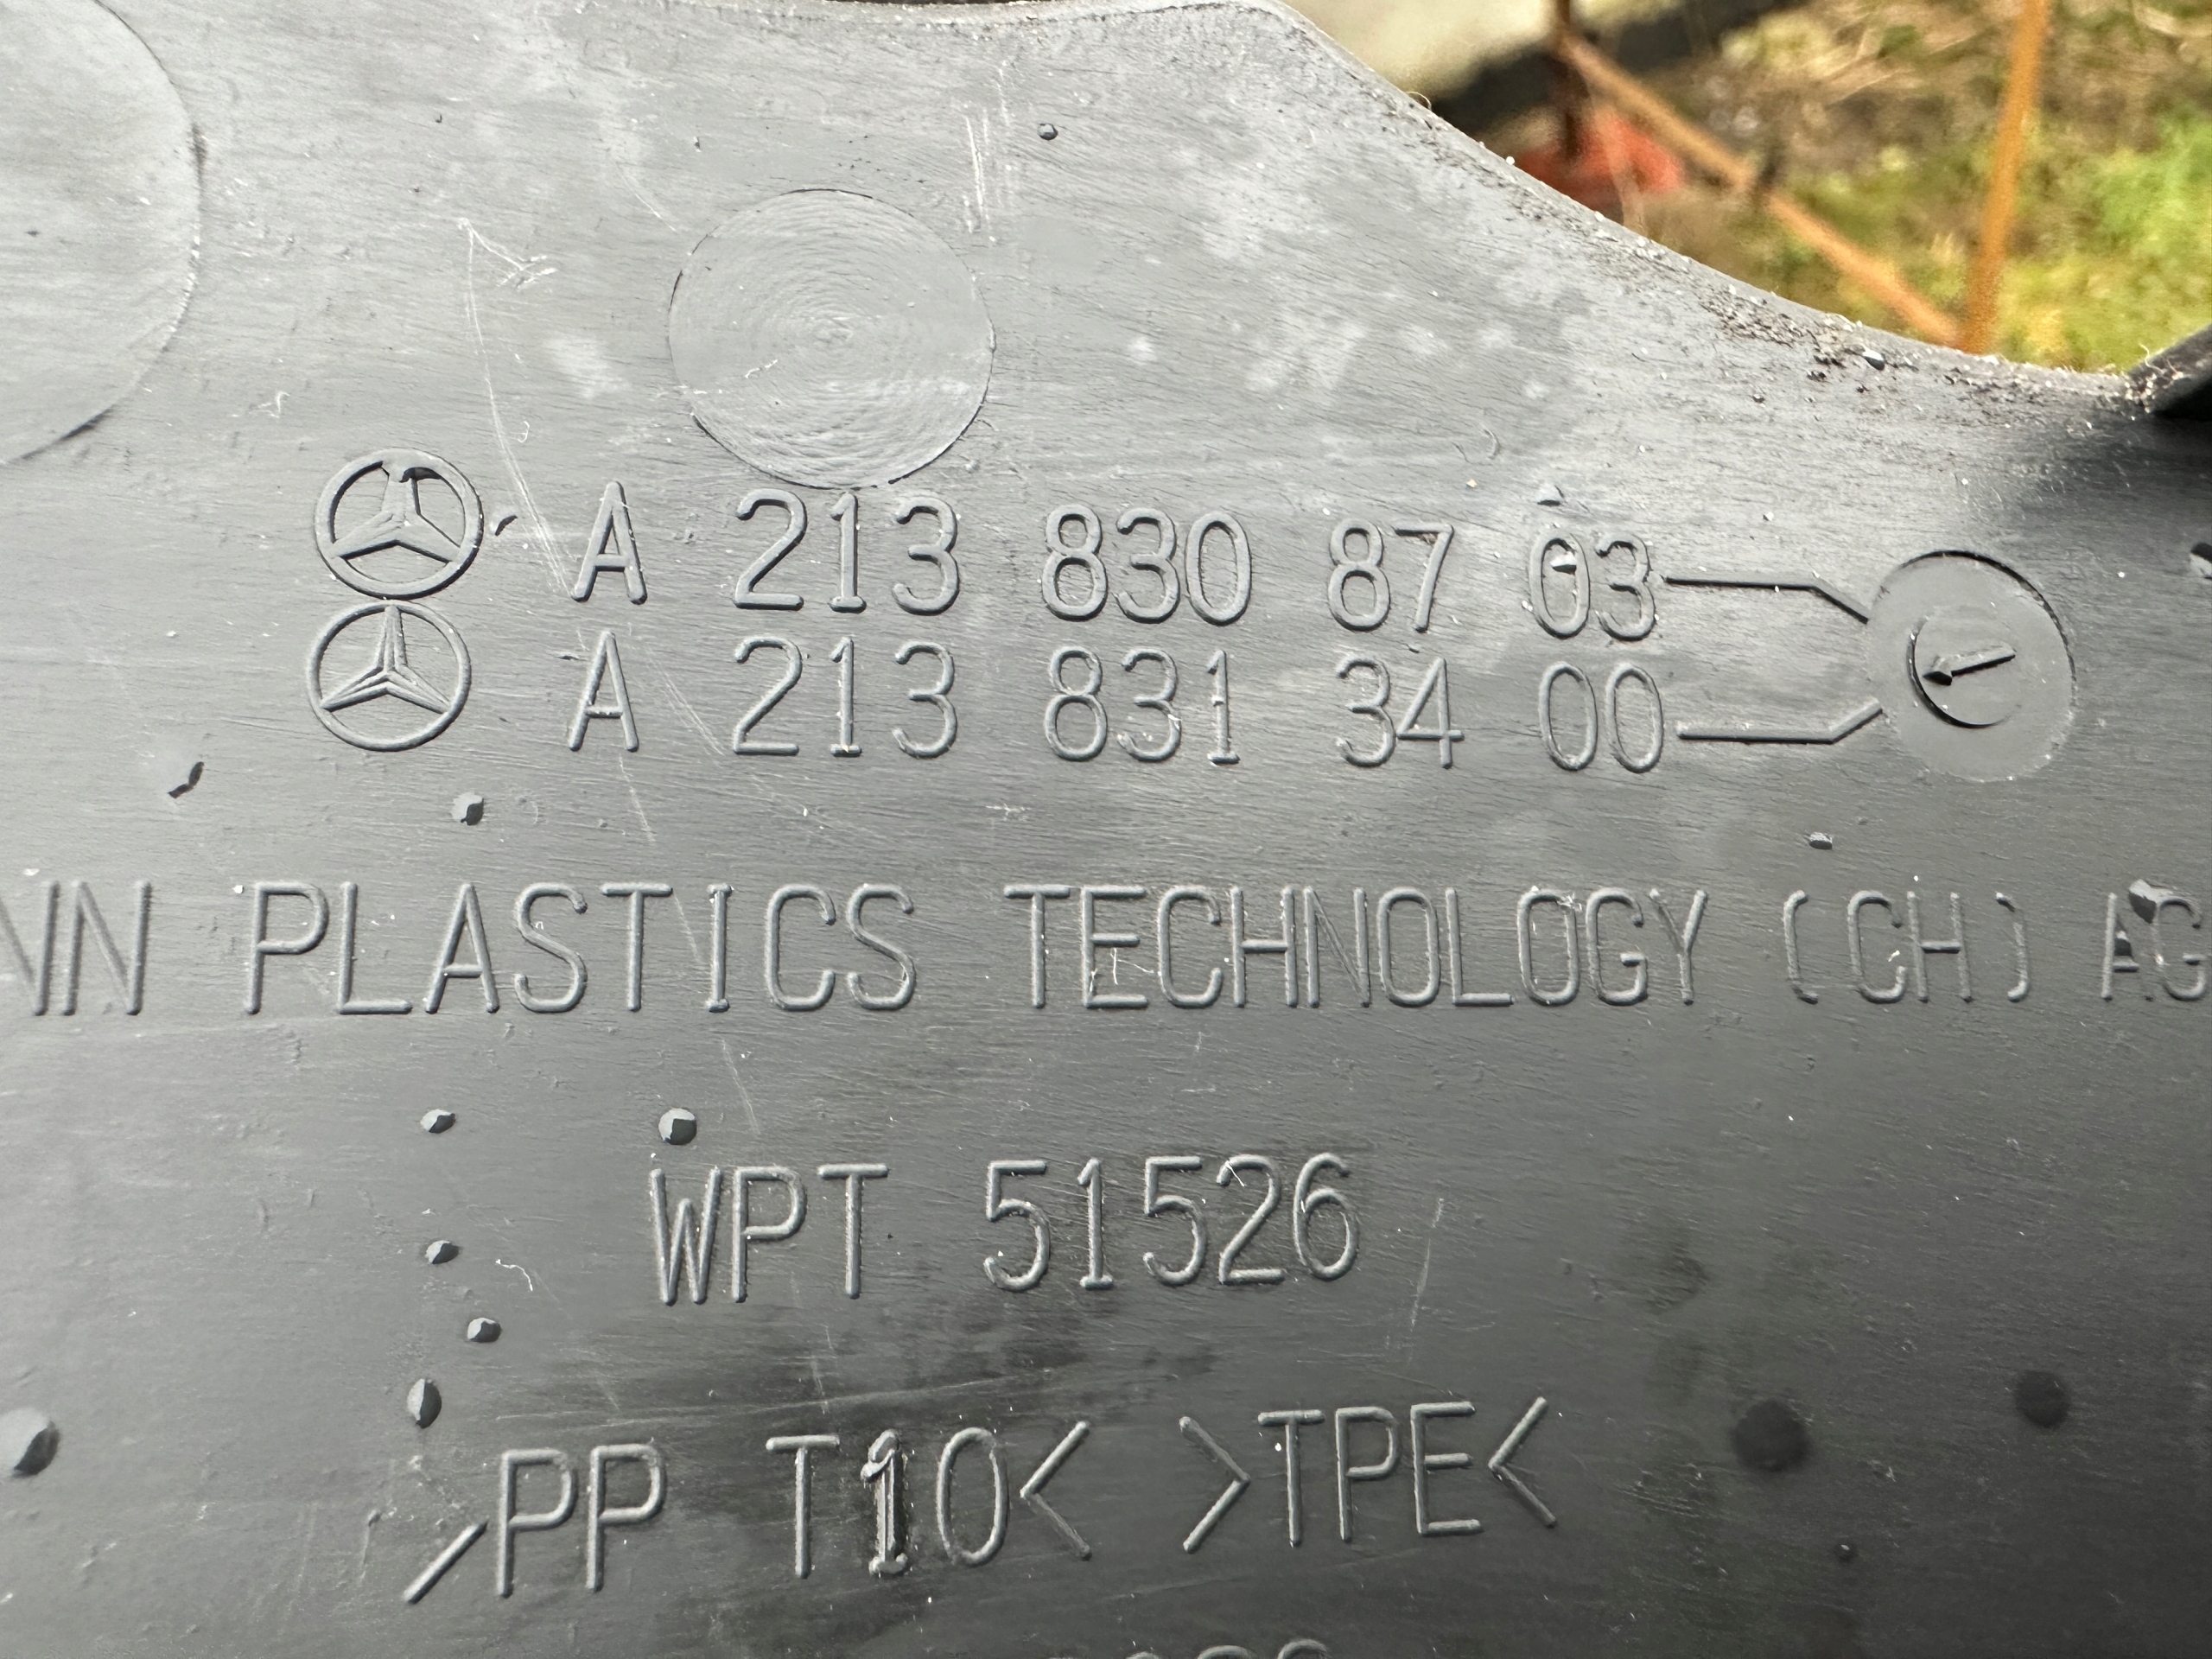 A 213 830 87 03
A 213 831 34 00
NN PLASTICS TECHNOLOGY (CH) AG
WPT 51526
>PP T10< >TPE<